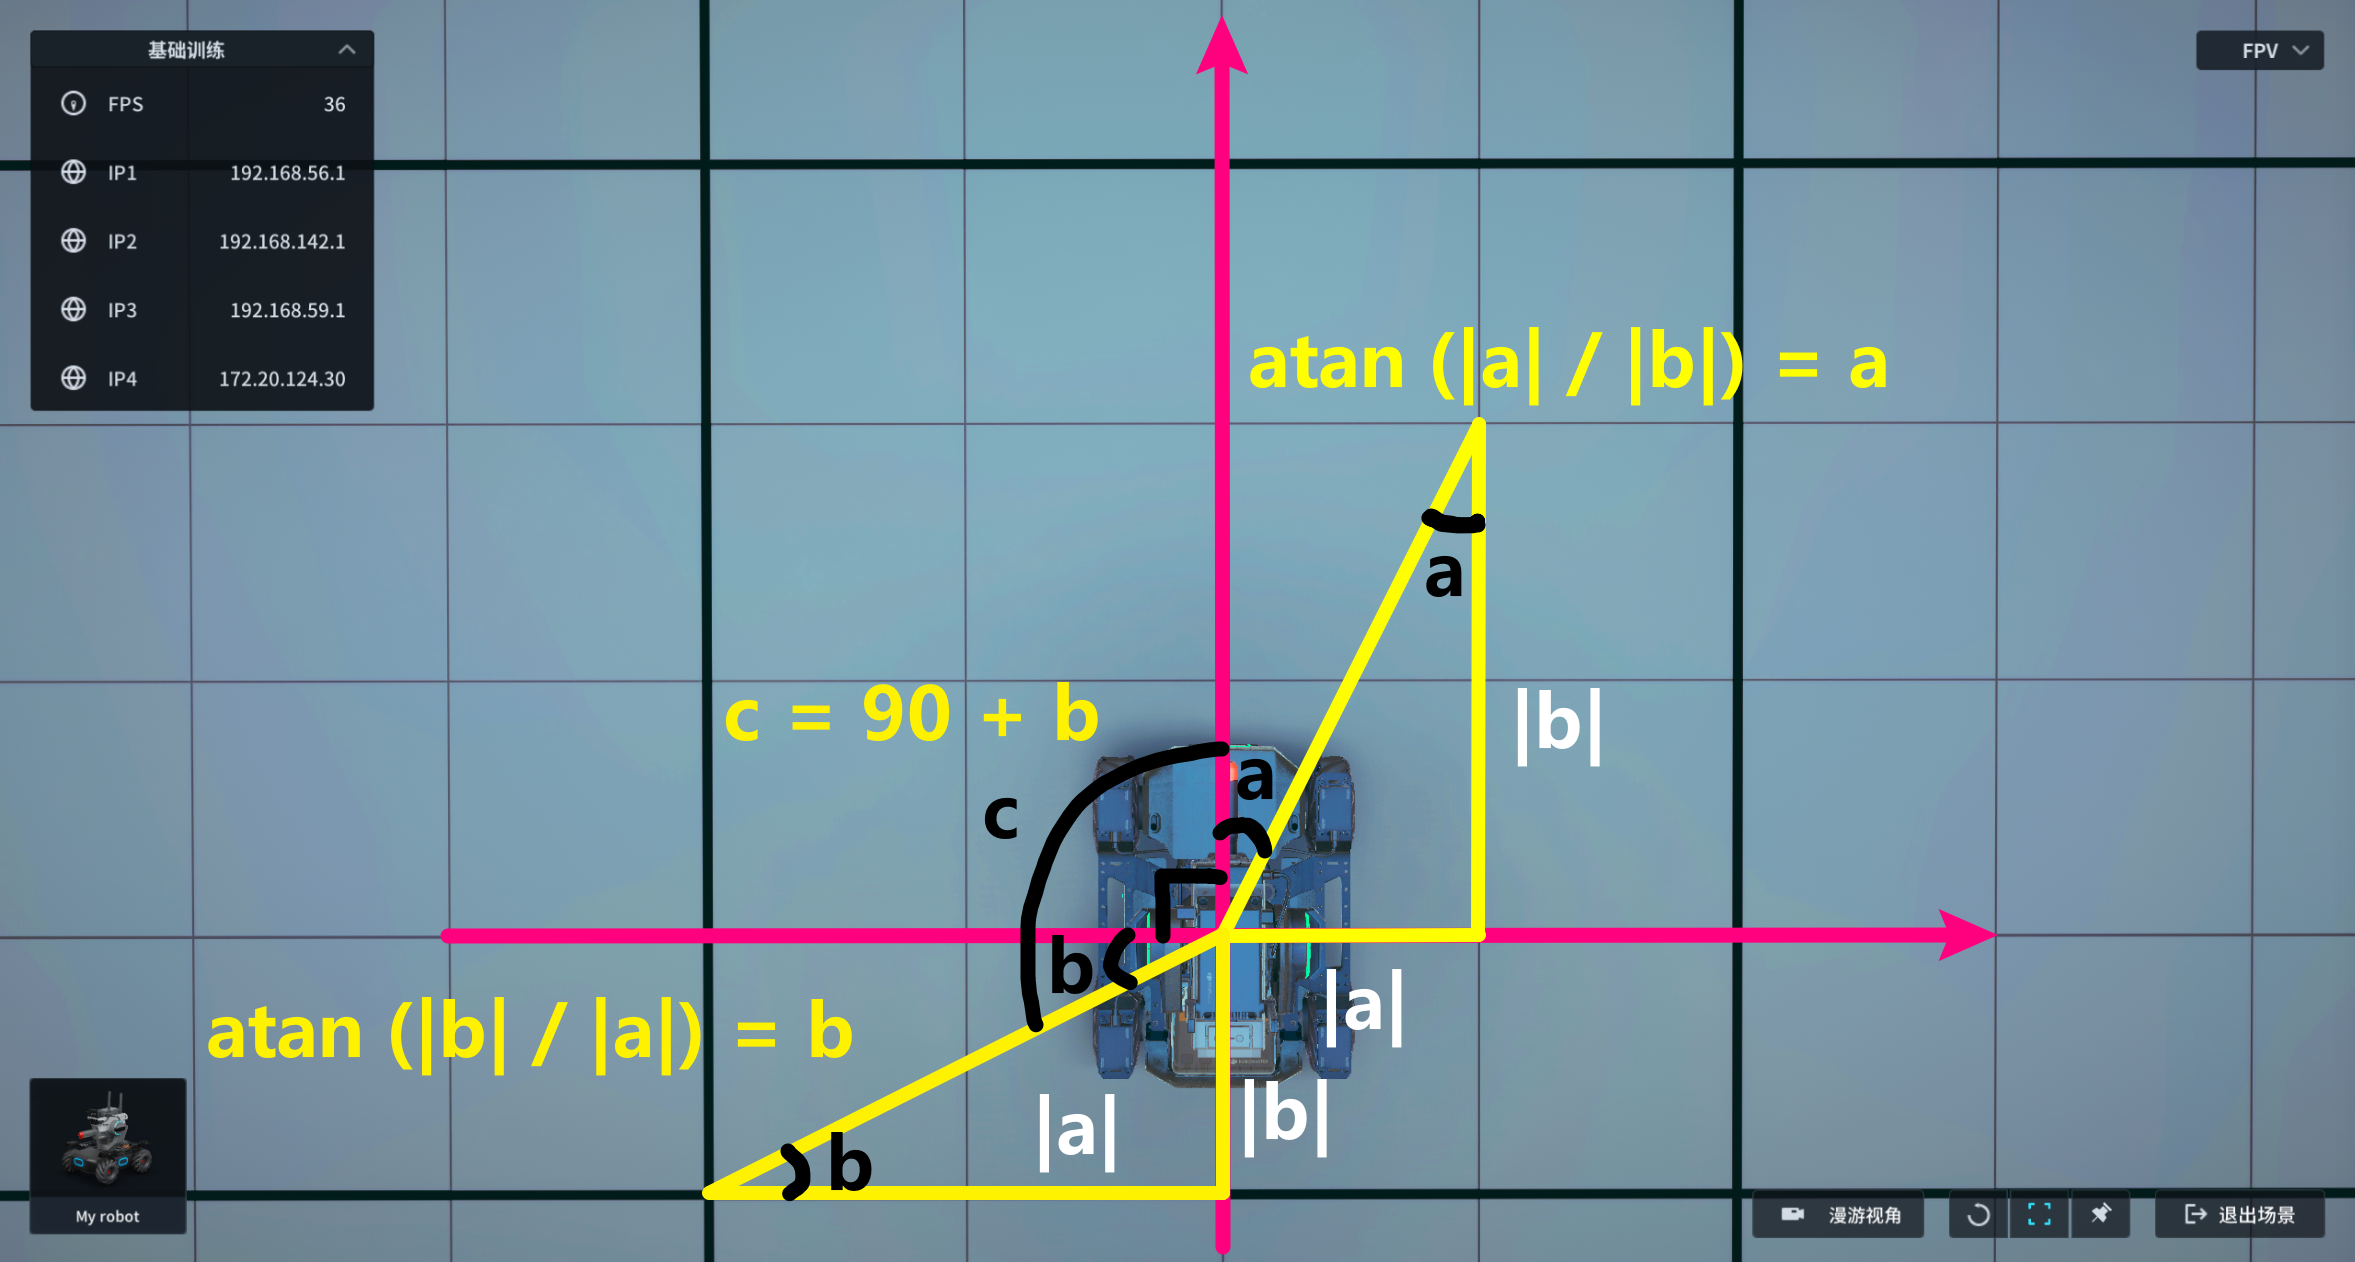 基础训练
FPS 36
IP1 192.168.56.1
IP2 192.168.142.1
IP3 192.168.59.1
IP4 172.20.124.30
FPV
atan (|a| / |b|) = a
a
|b|
c = 90 + b
a
c
b
|a|
atan (|b| / |a|) = b
|a|
|b|
b
My robot
漫游视角
退出场景